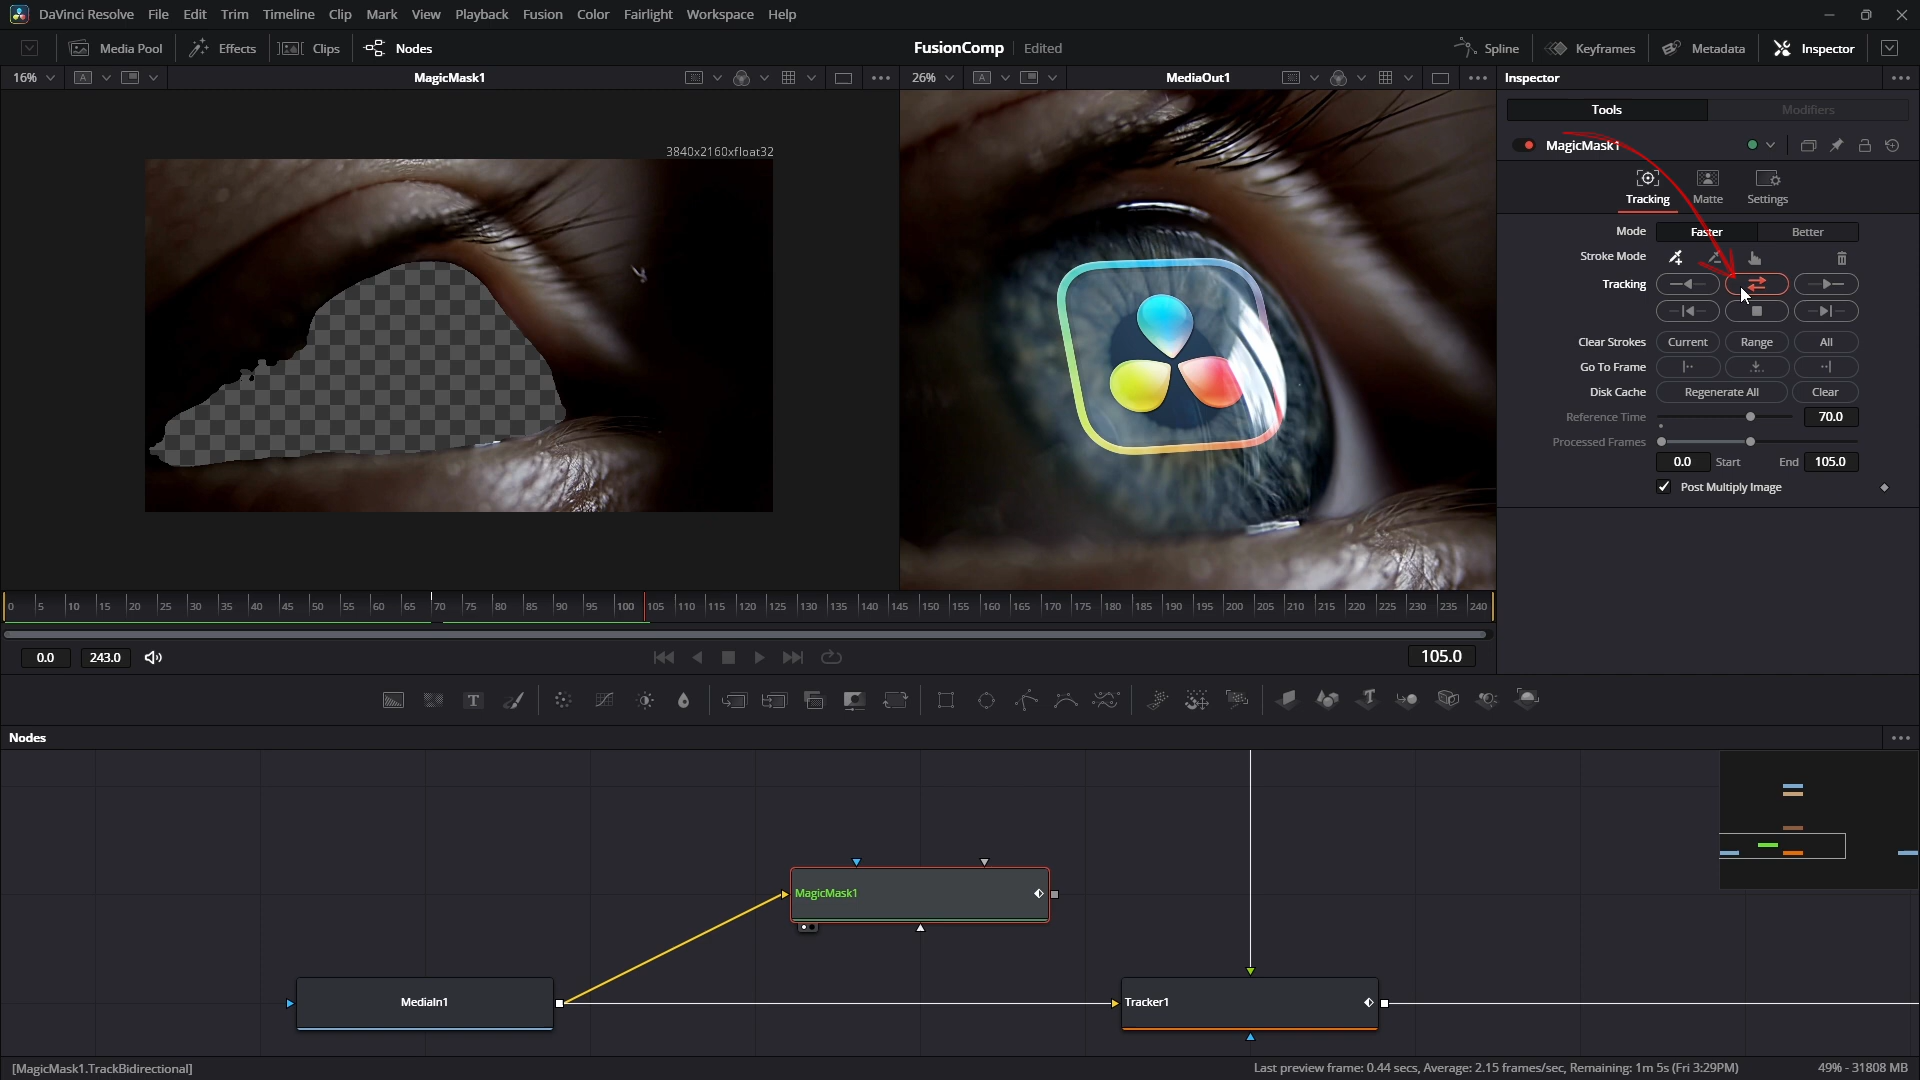 DaVinci Resolve File Edit Trim Timeline Clip Mark View Playback Fusion Color Fairlight Workspace Help
Media Pool Effects Clips Nodes FusionComp Edited Spline Keyframes Metadata Inspector
16% A MagicMask1 26% A MediaOut1 Inspector
Tools Modifiers
3840x2160xfloat32
MagicMask1
Tracking Matte Settings
Mode Faster Better
Stroke Mode
Tracking
Clear Strokes Current Range All
Go To Frame
Disk Cache Regenerate All Clear
Reference Time 70.0
Processed Frames
0.0 Start End 105.0
Post Multiply Image
0 5 10 15 20 25 30 35 40 45 50 55 60 65 70 75 80 85 90 95 100 105 110 115 120 125 130 135 140 145 150 155 160 165 170 175 180 185 190 195 200 205 210 215 220 225 230 235 240
0.0 243.0 105.0
T T
Nodes
MagicMask1
MediaIn1 Tracker1
[MagicMask1.TrackBidirectional] Last preview frame: 0.44 secs, Average: 2.15 frames/sec, Remaining: 1m 5s (Fri 3:29PM) 49% - 31808 MB